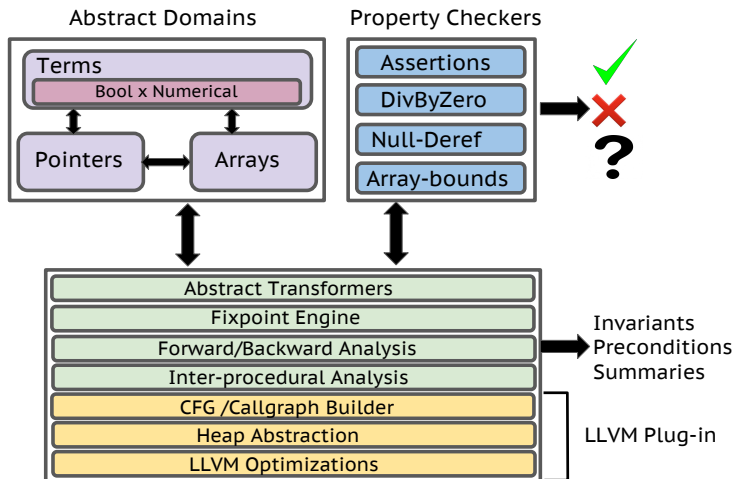 Abstract Domains
Terms
Bool x Numerical
Pointers
Arrays
Property Checkers
Assertions
DivByZero
Null-Deref
Array-bounds
?
Abstract Transformers
Fixpoint Engine
Forward/Backward Analysis
Inter-procedural Analysis
CFG /Callgraph Builder
Heap Abstraction
LLVM Optimizations
Invariants
Preconditions
Summaries
LLVM Plug-in